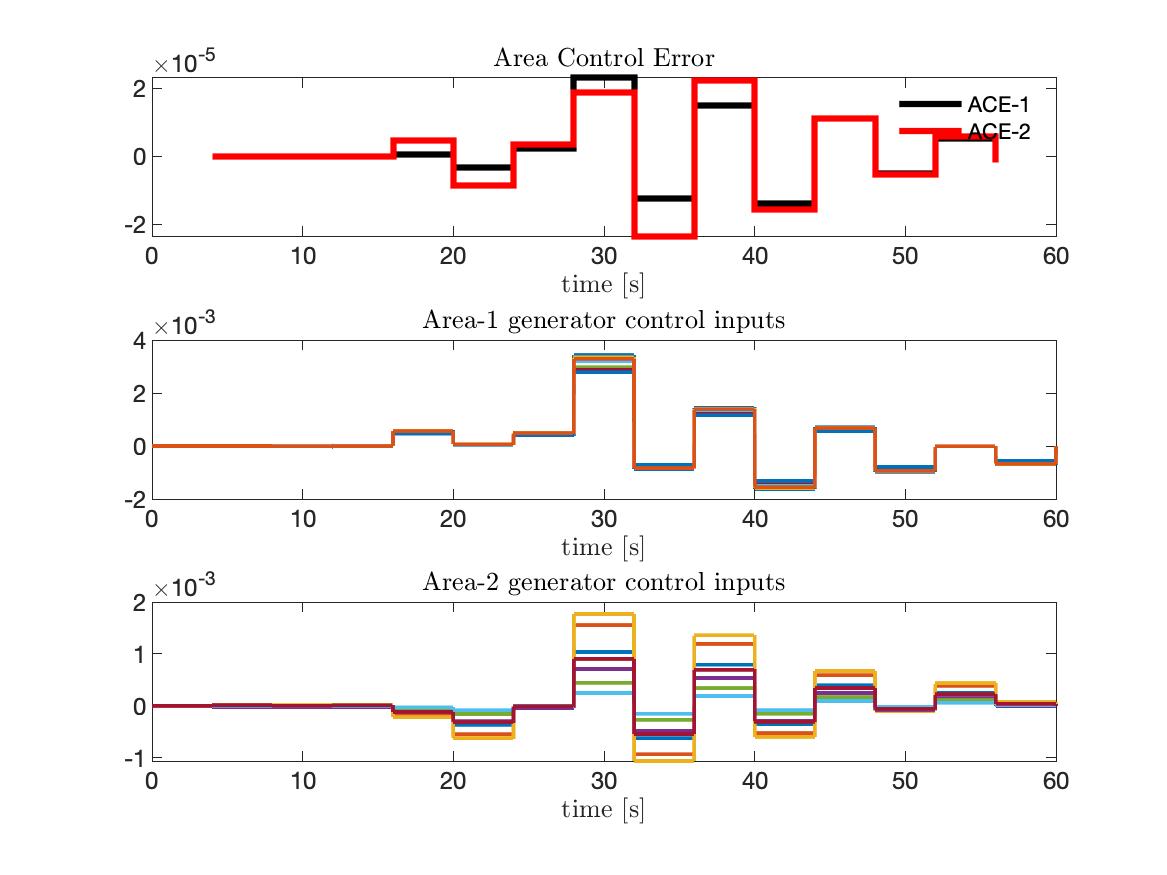 ×10-5
Area Control Error
2
0
-2
ACE-1
ACE-2
0 10 20 30 40 50 60
time [s]
×10-3
Area-1 generator control inputs
4
2
0
-2
0 10 20 30 40 50 60
time [s]
×10-3
Area-2 generator control inputs
2
1
0
-1
0 10 20 30 40 50 60
time [s]